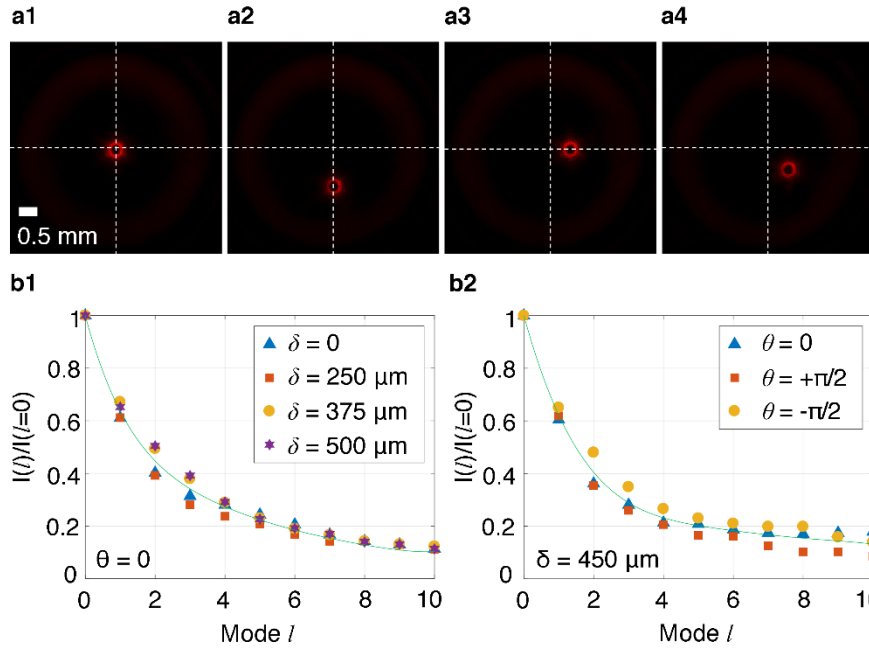 a1 a2 a3 a4
0.5 mm
b1 b2
1 0.8 0.6 0.4 0.2 0
I(l)/I(l=0)
δ = 0
δ = 250 µm
δ = 375 µm
δ = 500 µm
θ = 0
0 2 4 6 8 10
Mode l
1 0.8 0.6 0.4 0.2 0
I(l)/I(l=0)
θ = 0
θ = +π/2
θ = -π/2
δ = 450 µm
0 2 4 6 8 10
Mode l